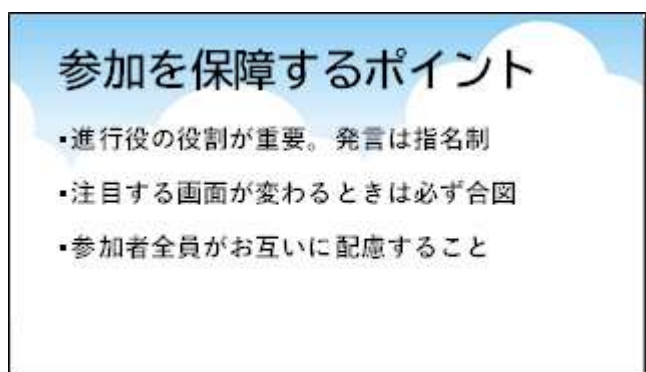 参加を保障するポイント
▪進行役の役割が重要。発言は指名制
▪注目する画面が変わるときは必ず合図
▪参加者全員がお互いに配慮すること